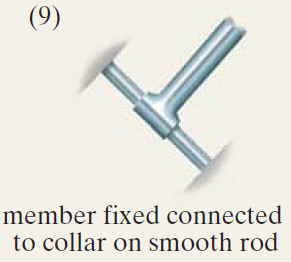 (9)
member fixed connected
to collar on smooth rod